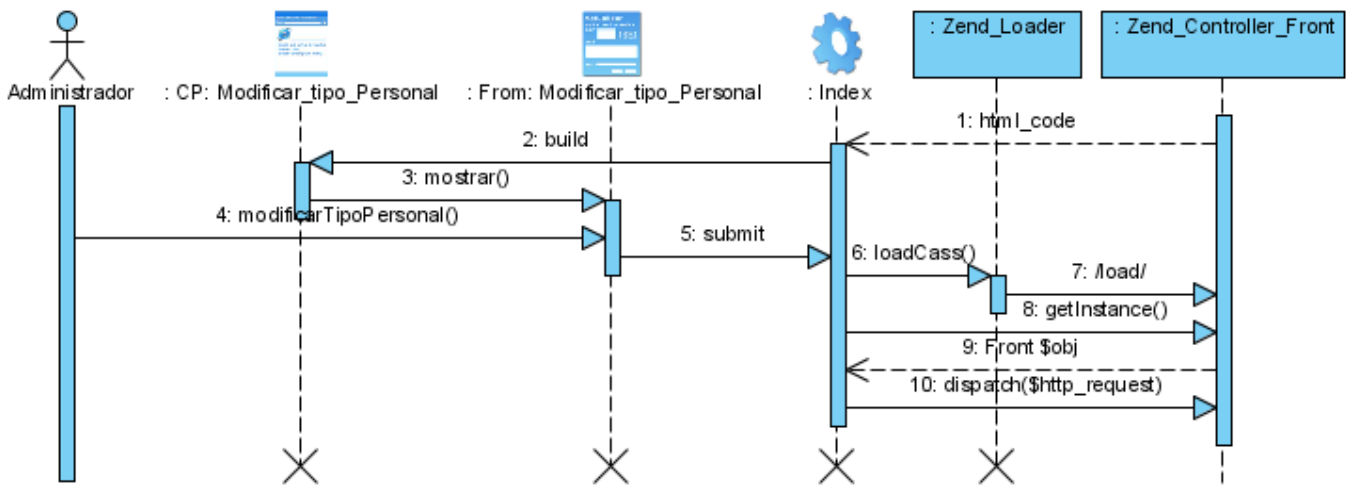 : Zend_Loader
: Zend_Controller_Front
Administrador
: CP: Modificar_tipo_Personal
: From: Modificar_tipo_Personal
: Index
1: html_code
2: build
3: mostrar()
4: modificarTipoPersonal()
5: submit
6: loadCass()
7: /load/
8: getInstance()
9: Front $obj
10: dispatch($http_request)